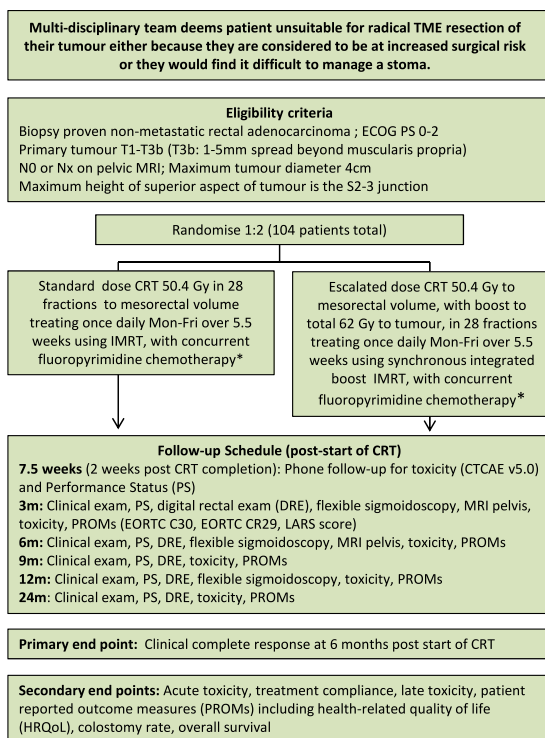 Multi-disciplinary team deems patient unsuitable for radical TME resection of
their tumour either because they are considered to be at increased surgical risk
or they would find it difficult to manage a stoma.
Eligibility criteria
Biopsy proven non-metastatic rectal adenocarcinoma ; ECOG PS 0-2
Primary tumour T1-T3b (T3b: 1-5mm spread beyond muscularis propria)
N0 or Nx on pelvic MRI; Maximum tumour diameter 4cm
Maximum height of superior aspect of tumour is the S2-3 junction
Randomise 1:2 (104 patients total)
Standard dose CRT 50.4 Gy in 28
fractions to mesorectal volume
treating once daily Mon-Fri over 5.5
weeks using IMRT, with concurrent
fluoropyrimidine chemotherapy*
Escalated dose CRT 50.4 Gy to
mesorectal volume, with boost to
total 62 Gy to tumour, in 28 fractions
treating once daily Mon-Fri over 5.5
weeks using synchronous integrated
boost IMRT, with concurrent
fluoropyrimidine chemotherapy*
Follow-up Schedule (post-start of CRT)
7.5 weeks (2 weeks post CRT completion): Phone follow-up for toxicity (CTCAE v5.0)
and Performance Status (PS)
3m: Clinical exam, PS, digital rectal exam (DRE), flexible sigmoidoscopy, MRI pelvis,
toxicity, PROMs (EORTC C30, EORTC CR29, LARS score)
6m: Clinical exam, PS, DRE, flexible sigmoidoscopy, MRI pelvis, toxicity, PROMs
9m: Clinical exam, PS, DRE, toxicity, PROMs
12m: Clinical exam, PS, DRE, flexible sigmoidoscopy, toxicity, PROMs
24m: Clinical exam, PS, DRE, toxicity, PROMs
Primary end point: Clinical complete response at 6 months post start of CRT
Secondary end points: Acute toxicity, treatment compliance, late toxicity, patient
reported outcome measures (PROMs) including health-related quality of life
(HRQoL), colostomy rate, overall survival